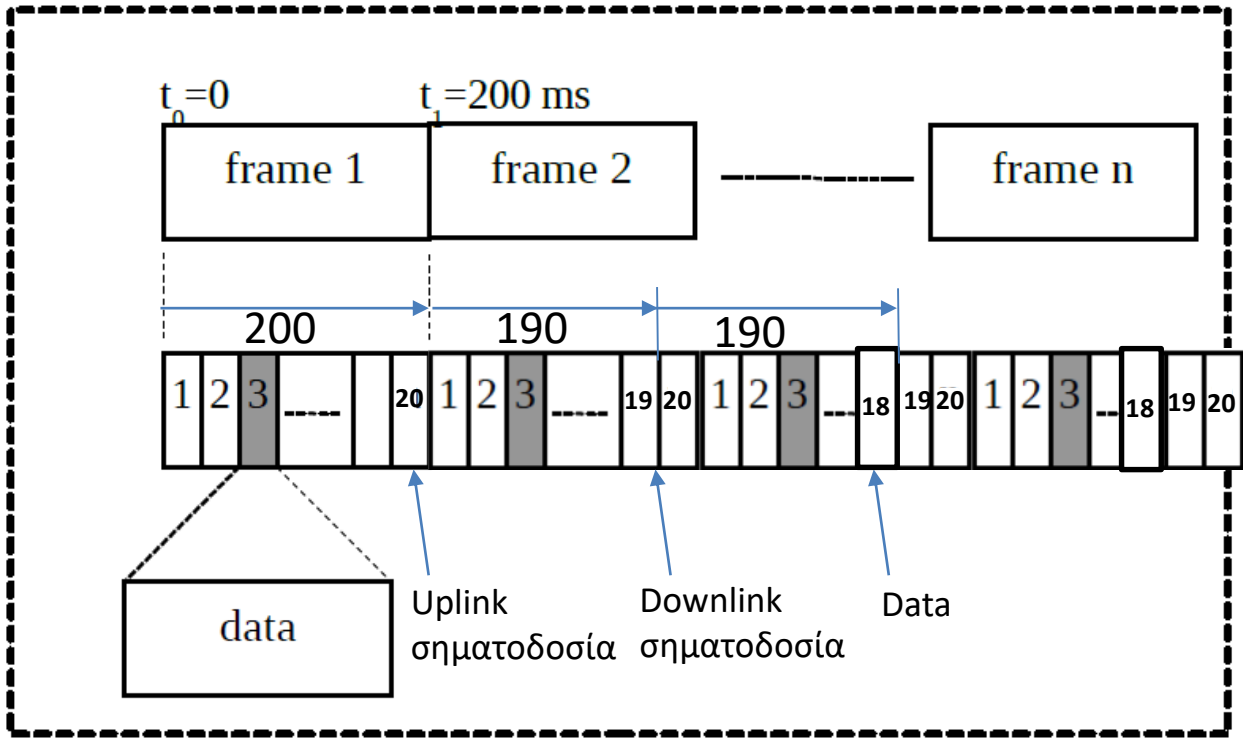 t0=0 t1=200 ms
frame 1 frame 2 frame n
200 190 190
1 2 3 20 1 2 3 19 20 1 2 3 18 19 20 1 2 3 18 19 20
data
Uplink
σηματοδοσία
Downlink
σηματοδοσία
Data